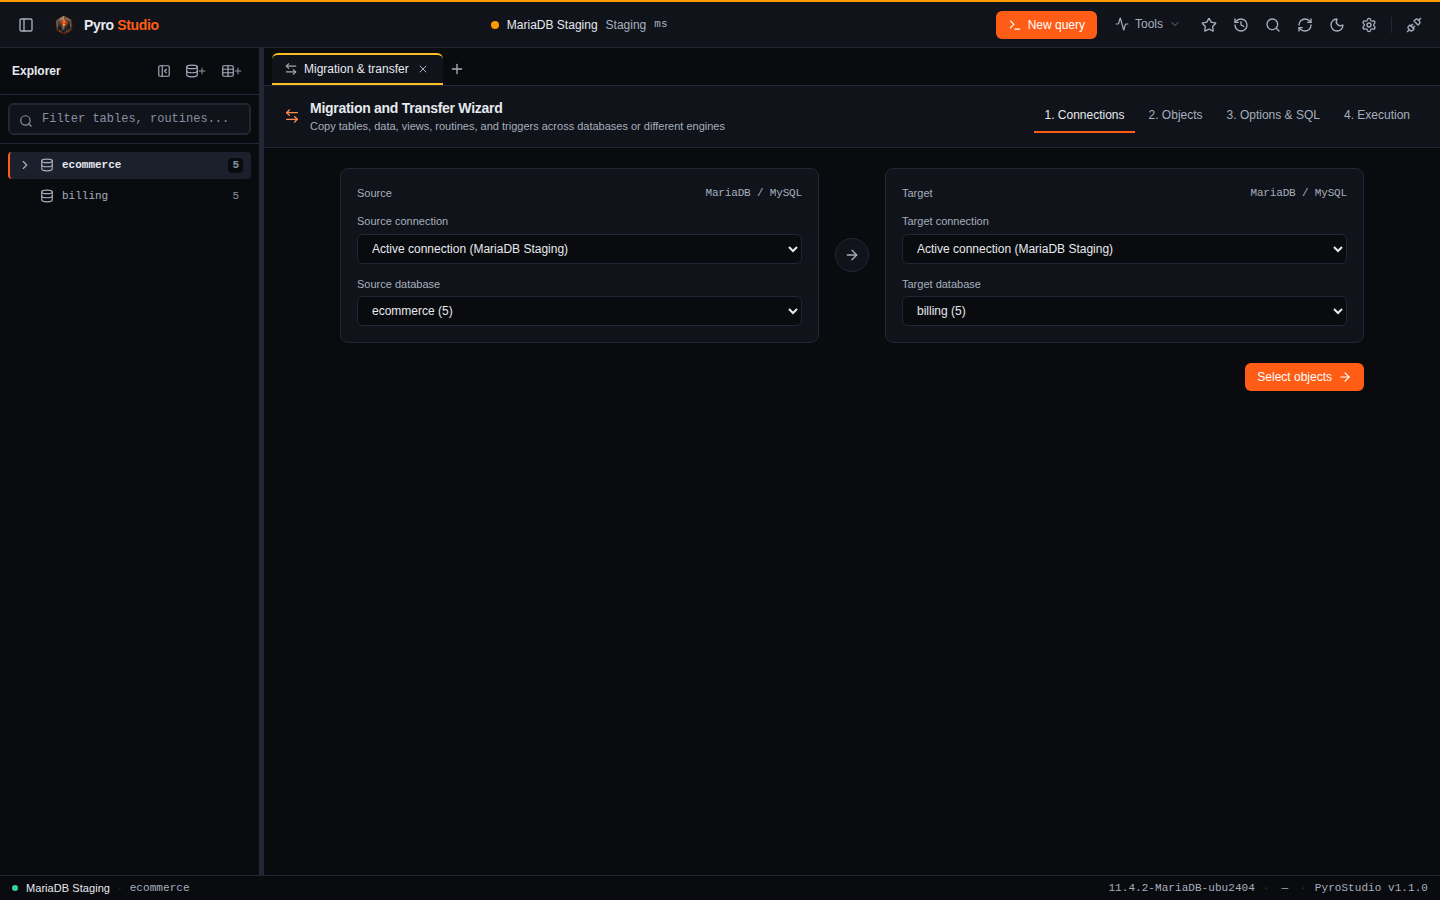 Pyro Studio
MariaDB Staging Staging ms
New query
Tools
Explorer
Migration & transfer
Filter tables, routines...
Migration and Transfer Wizard
Copy tables, data, views, routines, and triggers across databases or different engines
1. Connections
2. Objects
3. Options & SQL
4. Execution
ecommerce 5
billing 5
Source MariaDB / MySQL
Source connection
Active connection (MariaDB Staging)
Source database
ecommerce (5)
Target MariaDB / MySQL
Target connection
Active connection (MariaDB Staging)
Target database
billing (5)
Select objects
MariaDB Staging · ecommerce
11.4.2-MariaDB-ubu2404 · — · PyroStudio v1.1.0